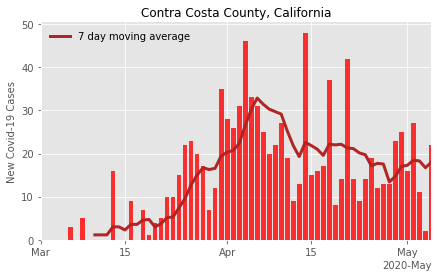 Contra Costa County, California
7 day moving average
New Covid-19 Cases
50
40
30
20
10
0
Mar 15 Apr 15 May
2020-May